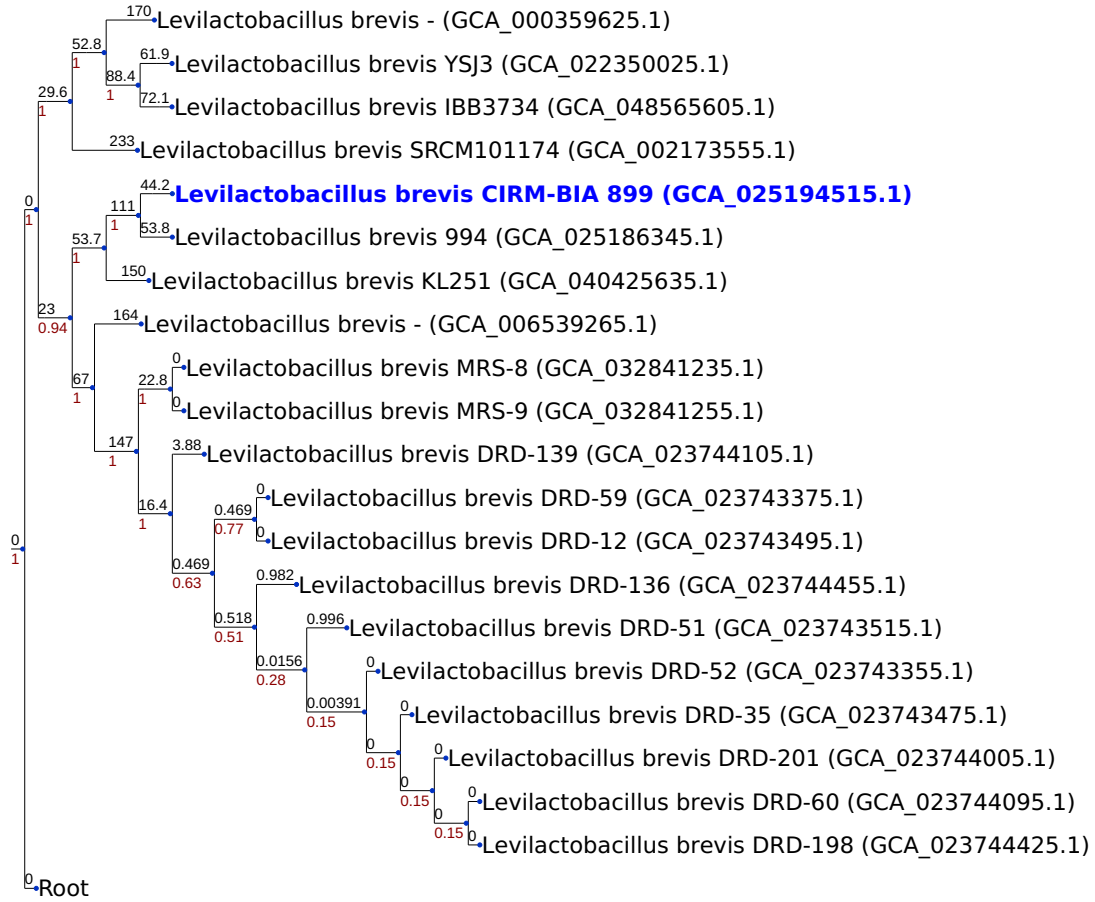 170 Levilactobacillus brevis - (GCA_000359625.1)
52.8
1
61.9 Levilactobacillus brevis YSJ3 (GCA_022350025.1)
88.4
1
72.1 Levilactobacillus brevis IBB3734 (GCA_048565605.1)
29.6
1
233 Levilactobacillus brevis SRCM101174 (GCA_002173555.1)
44.2 Levilactobacillus brevis CIRM-BIA 899 (GCA_025194515.1)
0
1
111
1
53.8 Levilactobacillus brevis 994 (GCA_025186345.1)
53.7
1
150 Levilactobacillus brevis KL251 (GCA_040425635.1)
23
0.94
164 Levilactobacillus brevis - (GCA_006539265.1)
0 Levilactobacillus brevis MRS-8 (GCA_032841235.1)
67
1
22.8
1
0 Levilactobacillus brevis MRS-9 (GCA_032841255.1)
147
1
3.88 Levilactobacillus brevis DRD-139 (GCA_023744105.1)
0 Levilactobacillus brevis DRD-59 (GCA_023743375.1)
16.4
1
0.469
0.77
0 Levilactobacillus brevis DRD-12 (GCA_023743495.1)
0
1
0.469
0.63
0.982 Levilactobacillus brevis DRD-136 (GCA_023744455.1)
0.518
0.51
0.996 Levilactobacillus brevis DRD-51 (GCA_023743515.1)
0.0156
0.28
0 Levilactobacillus brevis DRD-52 (GCA_023743355.1)
0.00391
0.15
0 Levilactobacillus brevis DRD-35 (GCA_023743475.1)
0
0.15
0 Levilactobacillus brevis DRD-201 (GCA_023744005.1)
0
0.15
0 Levilactobacillus brevis DRD-60 (GCA_023744095.1)
0
0.15
0 Levilactobacillus brevis DRD-198 (GCA_023744425.1)
0 Root